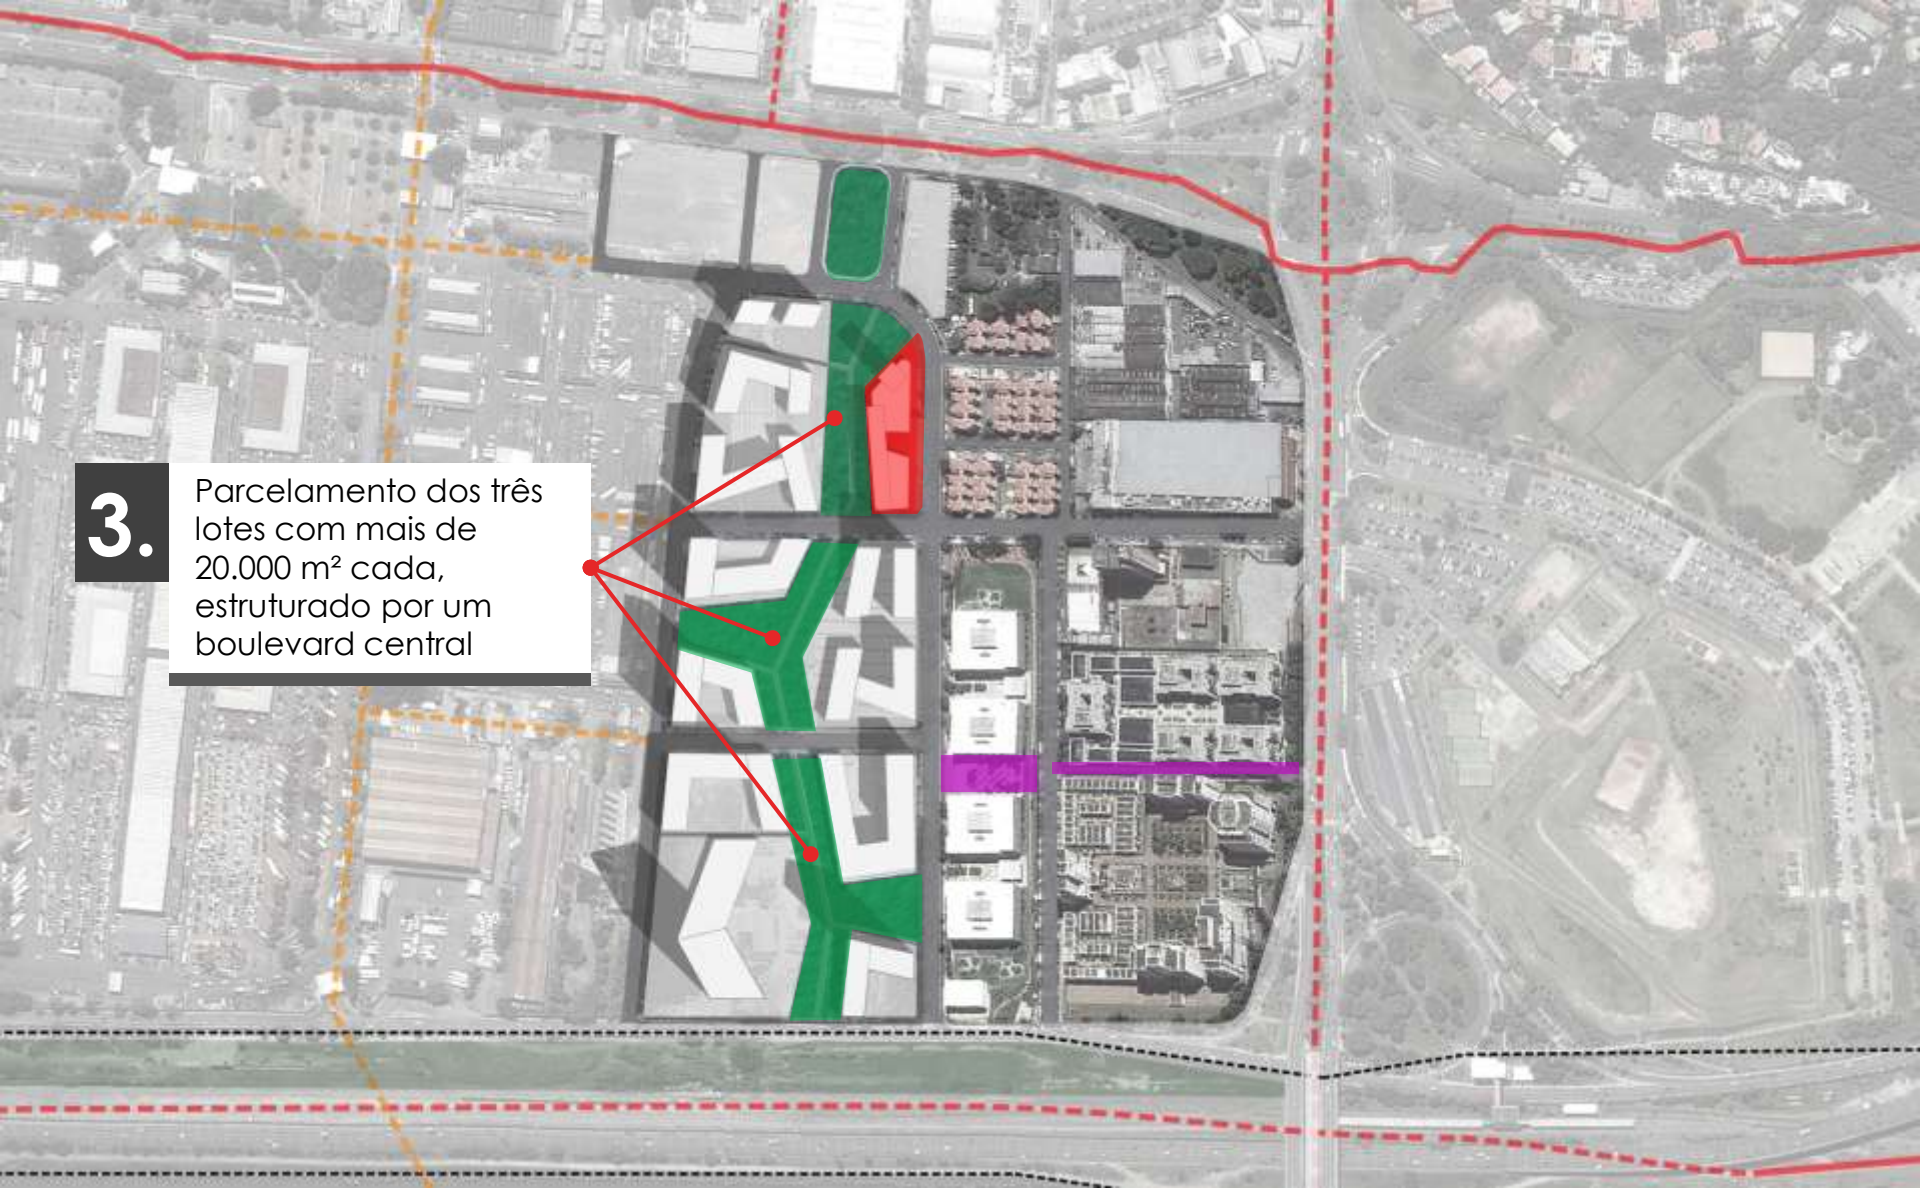 3.
Parcelamento dos três
lotes com mais de
20.000 m² cada,
estruturado por um
boulevard central